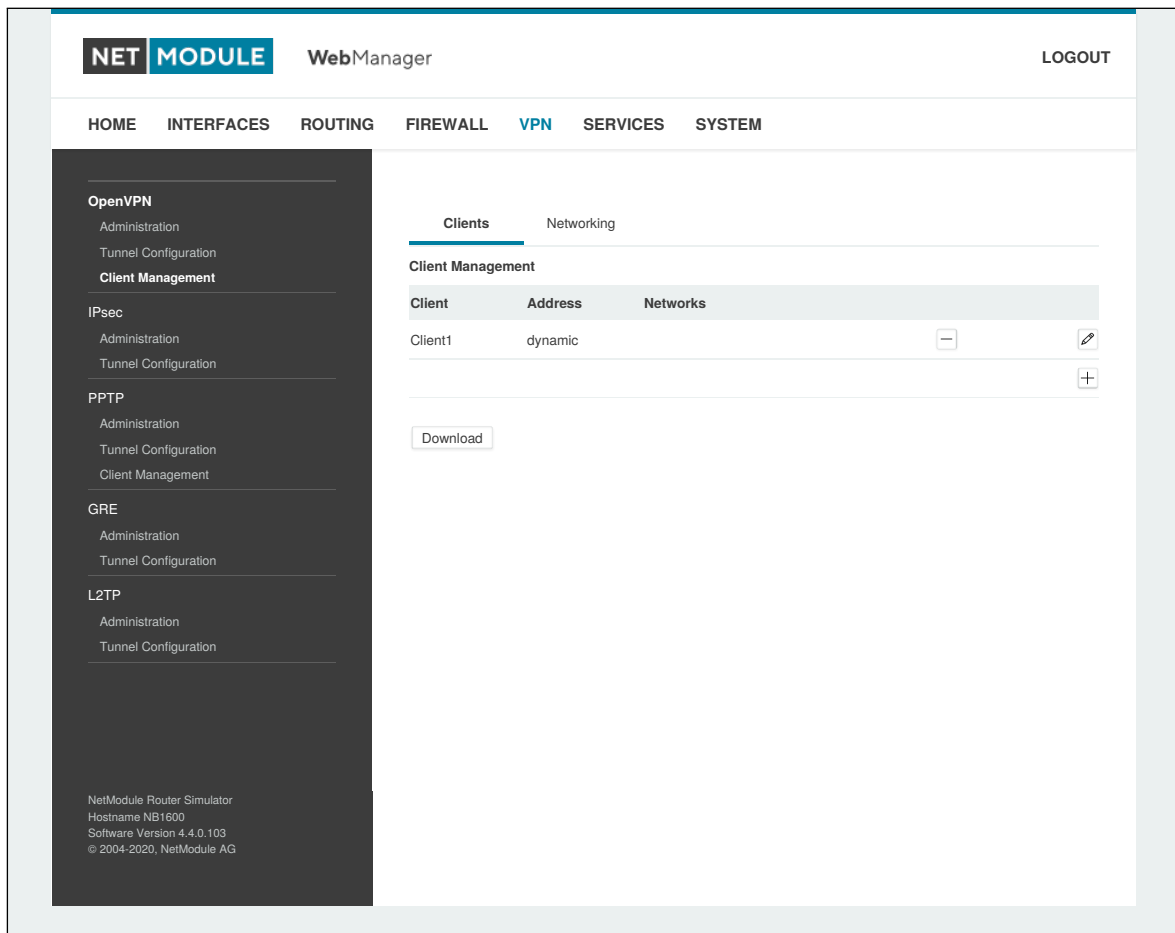 NET MODULE WebManager LOGOUT
HOME INTERFACES ROUTING FIREWALL VPN SERVICES SYSTEM
OpenVPN
Administration
Tunnel Configuration
Client Management
IPsec
Administration
Tunnel Configuration
PPTP
Administration
Tunnel Configuration
Client Management
GRE
Administration
Tunnel Configuration
L2TP
Administration
Tunnel Configuration
NetModule Router Simulator
Hostname NB1600
Software Version 4.4.0.103
© 2004-2020, NetModule AG
Clients Networking
Client Management
Client Address Networks
Client1 dynamic
Download